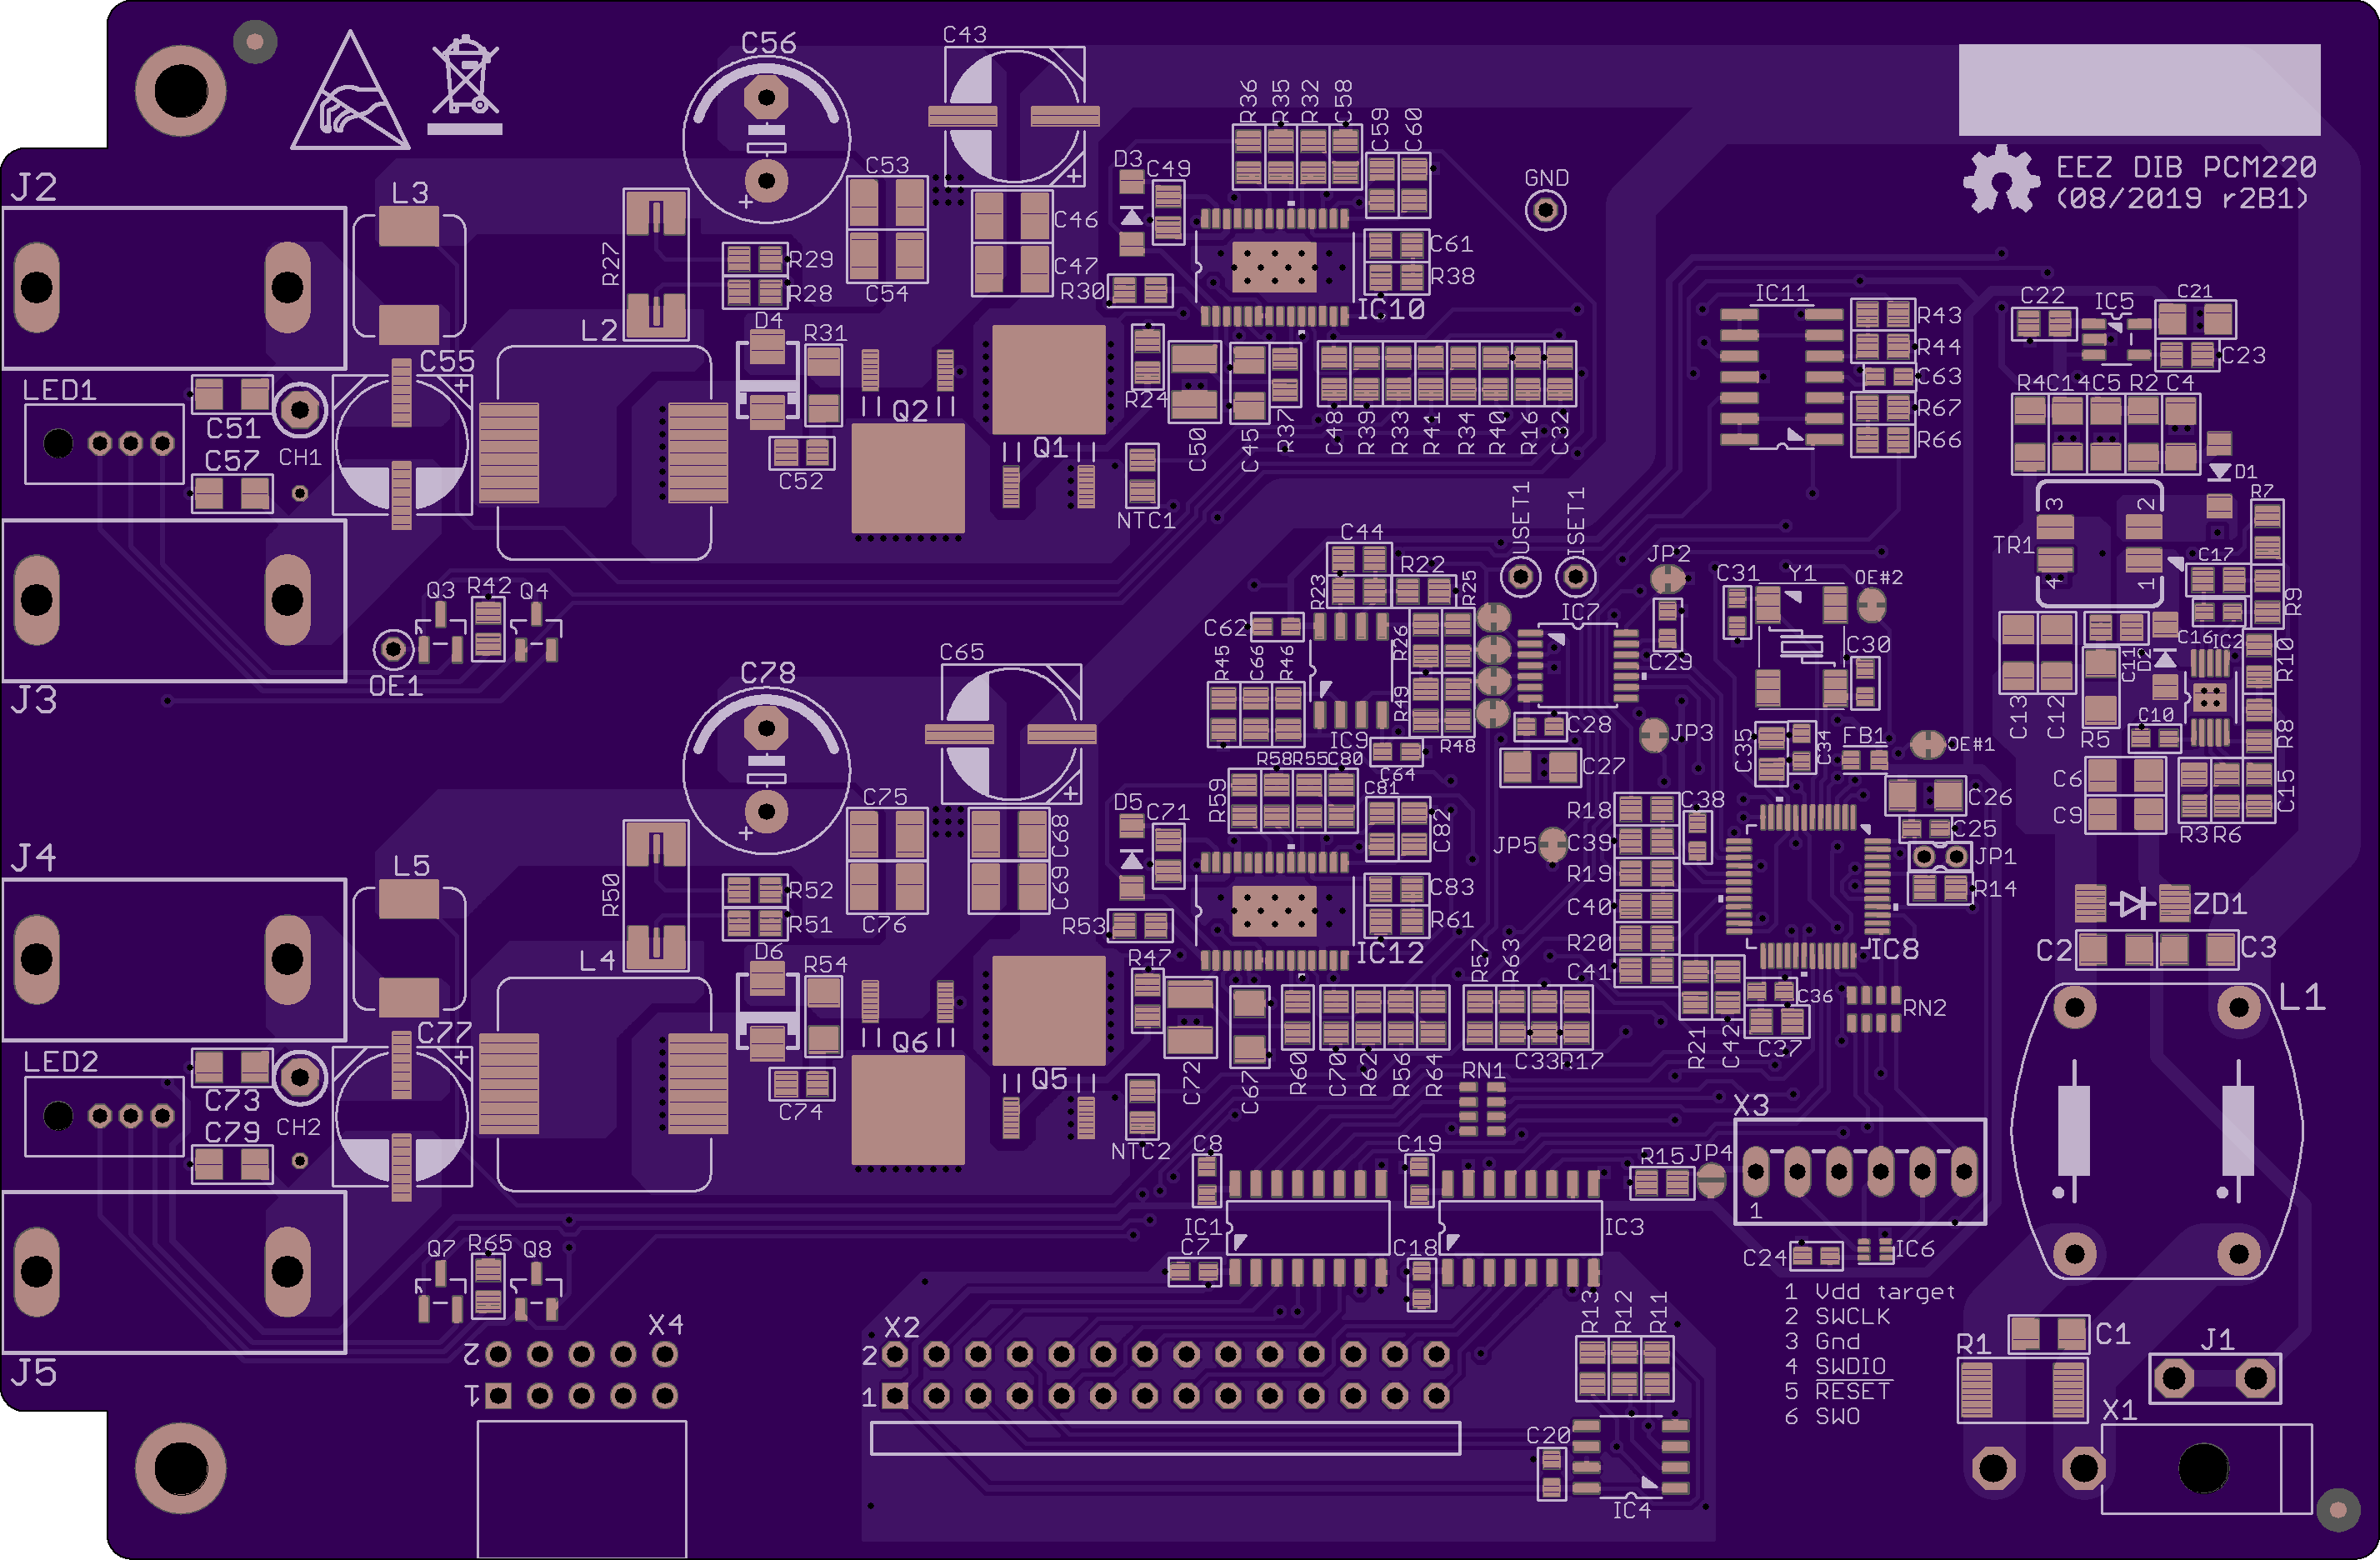 C56
C43
EEZ DIB PCM220
(08/2019 r2B1)
R36
R35
R32
C58
C59
C60
D3
C49
C53
GND
J2
L3
R27
R29
R28
C54
C46
C47
R30
C61
R38
IC10
IC11
R43
R44
C63
R67
R66
C22
IC5
C21
C23
L2
D4
R31
C55
R4
C14
C5
R2
C4
LED1
C51
C57
CH1
Q2
Q1
C52
R24
C50
C45
R37
C48
R39
R33
R41
R34
R40
R16
C32
NTC1
D1
R7
3
2
TR1
4
1
C17
R9
USET1
ISET1
C44
R22
R23
R25
JP2
C31
Y1
OE#2
IC7
Q3
R42
Q4
OE1
J3
C62
R26
R45
C66
R46
R49
IC9
R48
C64
C29
C30
C28
JP3
C27
C16
IC2
C11
D2
R10
C13
C12
R5
C10
R8
C35
C34
FB1
OE#1
C6
C9
R3
R6
C15
C78
C65
C75
R59
R58
R55
C80
C81
C82
D5
C71
C68
C69
R18
C38
C39
JP5
R19
C40
R20
C41
C26
C25
JP1
R14
J4
L5
R50
R52
R51
C76
R53
C83
R61
IC12
IC8
ZD1
C2
C3
L4
D6
R54
C77
Q6
Q5
R47
C72
C67
R60
C70
R62
R56
R64
R57
R63
C33
R17
R21
C42
C36
C37
RN2
L1
LED2
C73
C79
CH2
C74
NTC2
RN1
X3
1
C8
C19
R15
JP4
IC1
IC3
C7
C18
C24
IC6
Q7
R65
Q8
J5
X4
2
1
X2
2
1
R13
R12
R11
C20
IC4
1 Vdd target
2 SWCLK
3 Gnd
4 SWDIO
5 RESET
6 SWO
R1
C1
J1
X1